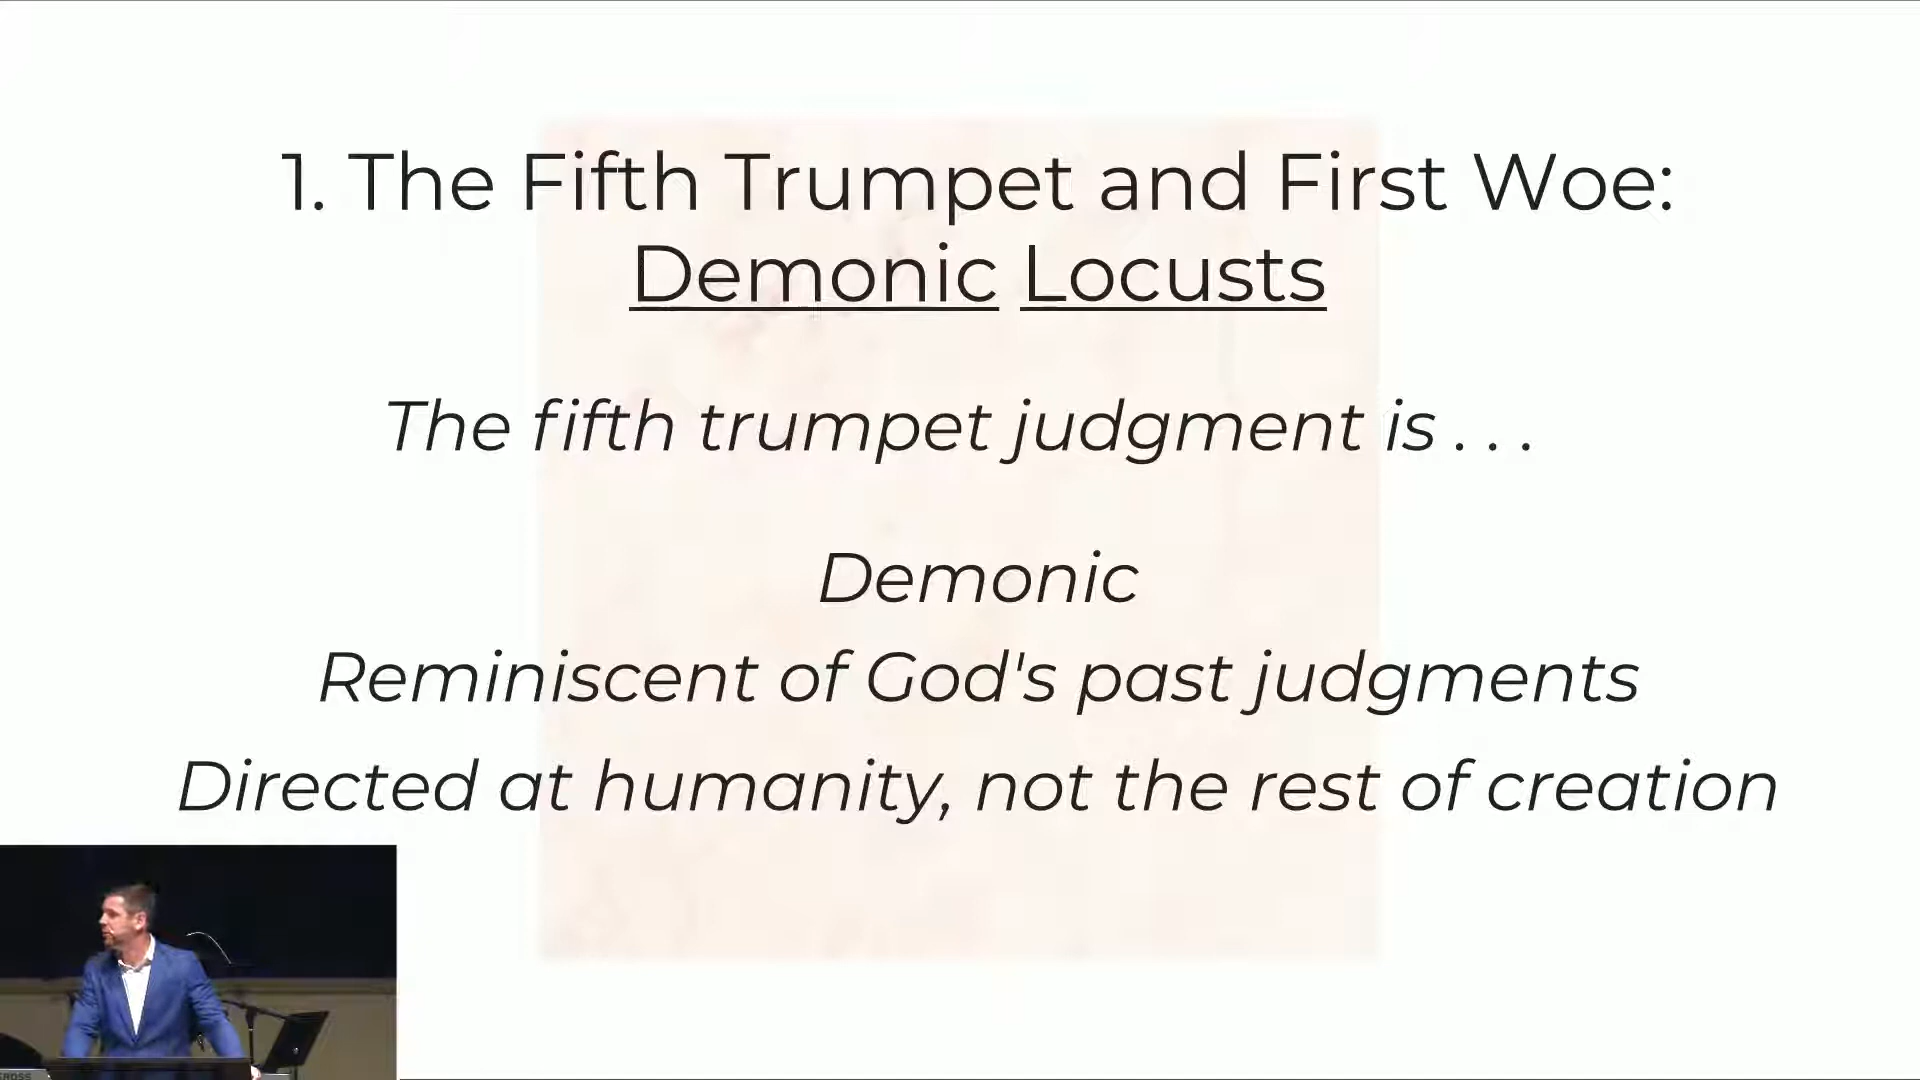 1. The Fifth Trumpet and First Woe:
Demonic Locusts
The fifth trumpet judgment is . . .
Demonic
Reminiscent of God's past judgments
Directed at humanity, not the rest of creation